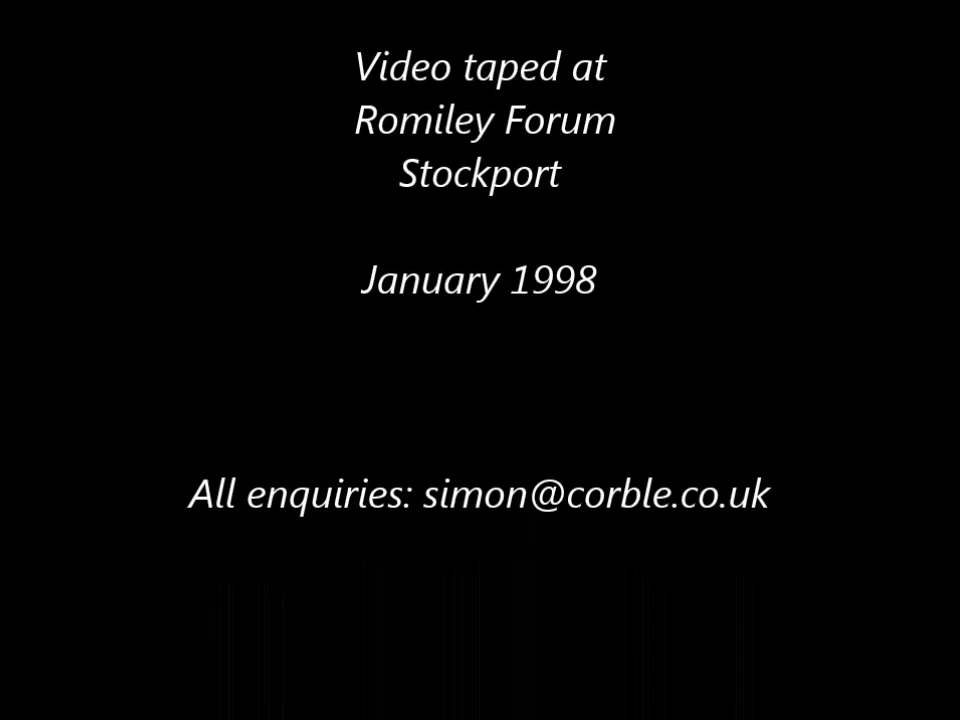 Video taped at
Romiley Forum
Stockport
January 1998
All enquiries: simon@corble.co.uk